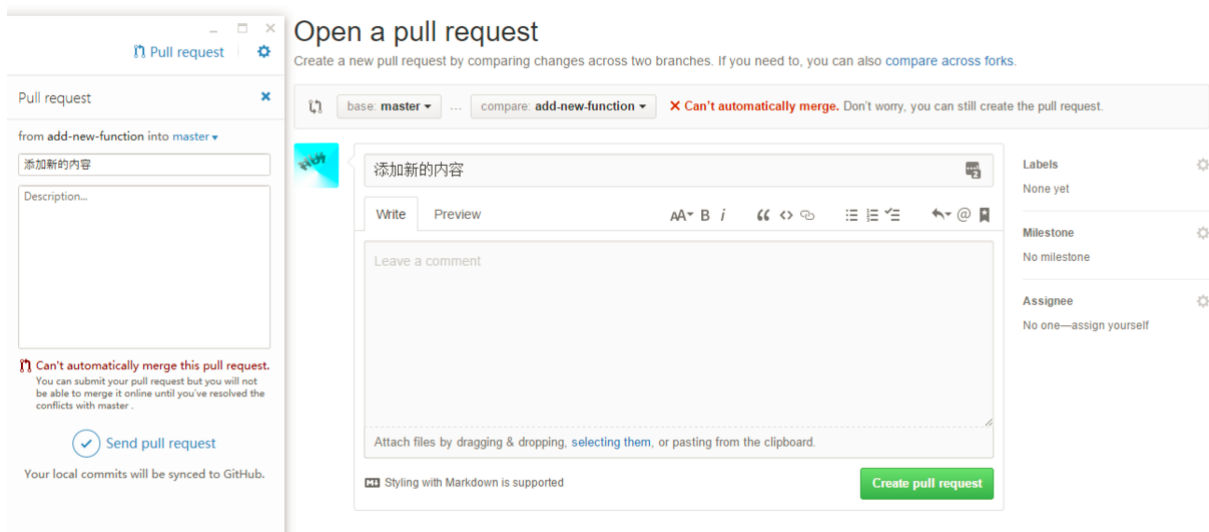 Pull request
Pull request
from add-new-function into master
添加新的内容
Description...
Can't automatically merge this pull request.
You can submit your pull request but you will not
be able to merge it online until you've resolved the
conflicts with master .
Send pull request
Your local commits will be synced to GitHub.
Open a pull request
Create a new pull request by comparing changes across two branches. If you need to, you can also compare across forks.
base: master ... compare: add-new-function Can't automatically merge. Don't worry, you can still create the pull request.
添加新的内容
Write Preview AA B i
Leave a comment
Attach files by dragging & dropping, selecting them, or pasting from the clipboard.
Styling with Markdown is supported
Create pull request
Labels
None yet
Milestone
No milestone
Assignee
No one—assign yourself